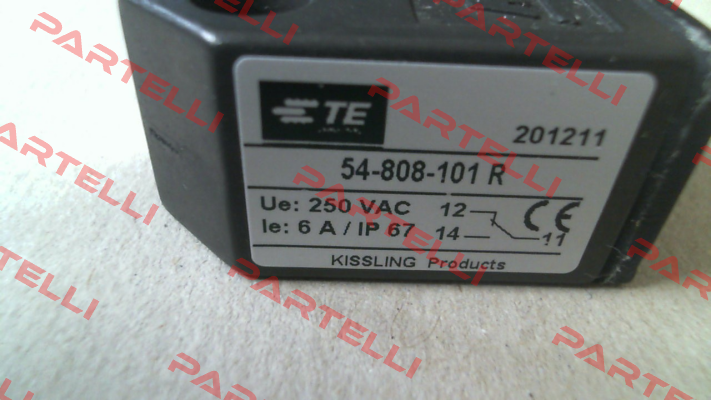 TE
201211
54-808-101 R
Ue: 250 VAC 12
Ie: 6 A / IP 67 14 11
CE
KISSLING Products
PARTELLI
PARTELLI
PARTELLI
PARTELLI
PARTELLI
PARTELLI
PARTELLI
PARTELLI